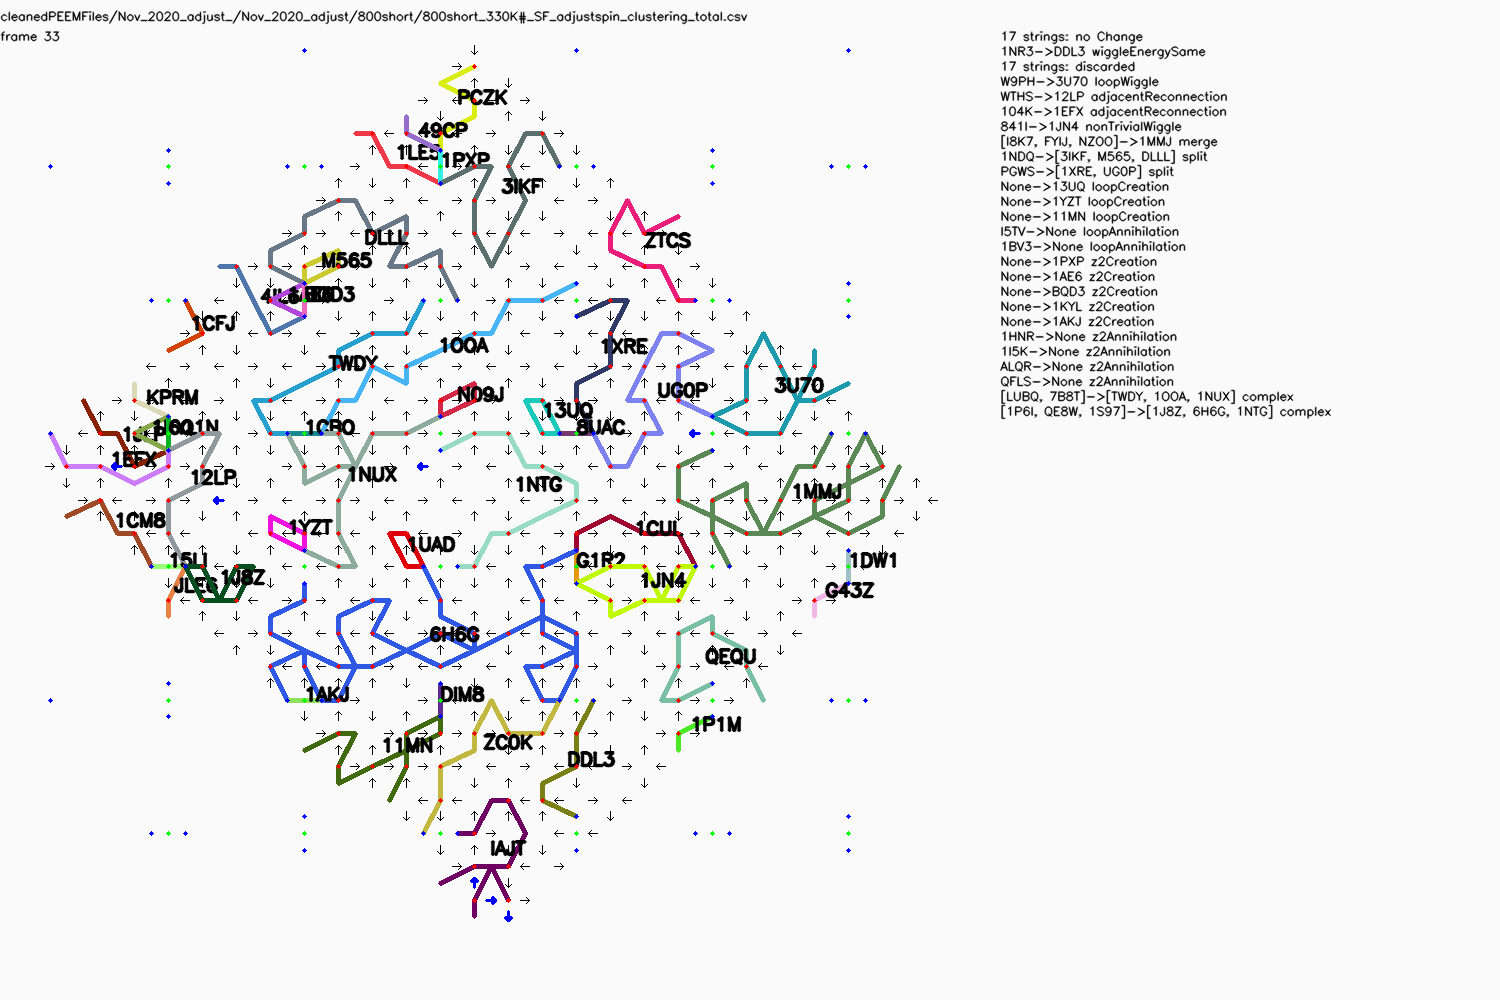 cleanedPEEMFiles/Nov_2020_adjust_/Nov_2020_adjust/800short/800short_330K#_SF_adjustspin_clustering_total.csv
frame 33
17 strings: no Change
1NR3->DDL3 wiggleEnergySame
17 strings: discarded
W9PH->3U70 loopWiggle
WTHS->12LP adjacentReconnection
104K->1EFX adjacentReconnection
841I->1JN4 nonTrivialWiggle
[I8K7, FYIJ, NZOO]->1MMJ merge
1NDQ->[3IKF, M565, DLLL] split
PGWS->[1XRE, UG0P] split
None->13UQ loopCreation
None->1YZT loopCreation
None->11MN loopCreation
I5TV->None loopAnnihilation
1BV3->None loopAnnihilation
None->1PXP z2Creation
None->1AE6 z2Creation
None->BQD3 z2Creation
None->1KYL z2Creation
None->1AKJ z2Creation
1HNR->None z2Annihilation
1I5K->None z2Annihilation
ALQR->None z2Annihilation
QFLS->None z2Annihilation
[LUBQ, 7B8T]->[TWDY, 1OOA, 1NUX] complex
[1P6I, QE8W, 1S97]->[1J8Z, 6H6G, 1NTG] complex
PCZK
49CP
1LE5
1PXP
3IKF
DLLL
ZTCS
M565
1CFJ
1OOA
1XRE
TWDY
3U70
UG0P
N09J
KPRM
13UQ
1CBO
8UAC
1EFX
12LP
1NUX
1NTG
1MMJ
1CM8
1YZT
1CUL
1UAD
15LI
G1R2
1DW1
1J8Z
1JN4
JLE6
G43Z
6H6G
QEQU
1AKJ
DIM8
1P1M
11MN
ZC0K
DDL3
IAJT